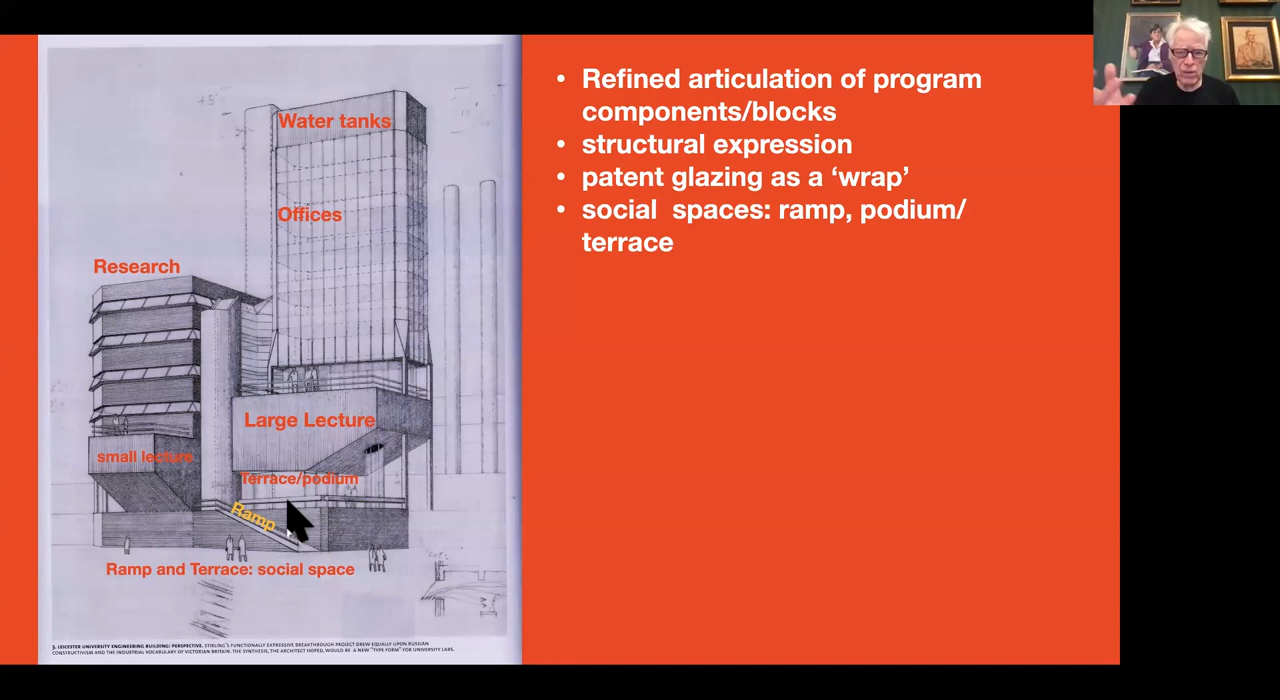 Water tanks
Offices
Research
Large Lecture
small lecture
Terrace/podium
Ramp
Ramp and Terrace: social space
3. LEICESTER UNIVERSITY ENGINEERING BUILDING: PERSPECTIVE. STIRLING'S FUNCTIONALLY EXPRESSIVE BREAKTHROUGH PROJECT DREW EQUALLY UPON RUSSIAN
CONSTRUCTIVISM AND THE INDUSTRIAL VOCABULARY OF VICTORIAN BRITAIN. THE SYNTHESIS, THE ARCHITECT HOPED, WOULD BE A NEW "TYPE FORM" FOR UNIVERSITY LABS.
• Refined articulation of program
components/blocks
• structural expression
• patent glazing as a ‘wrap’
• social spaces: ramp, podium/
terrace